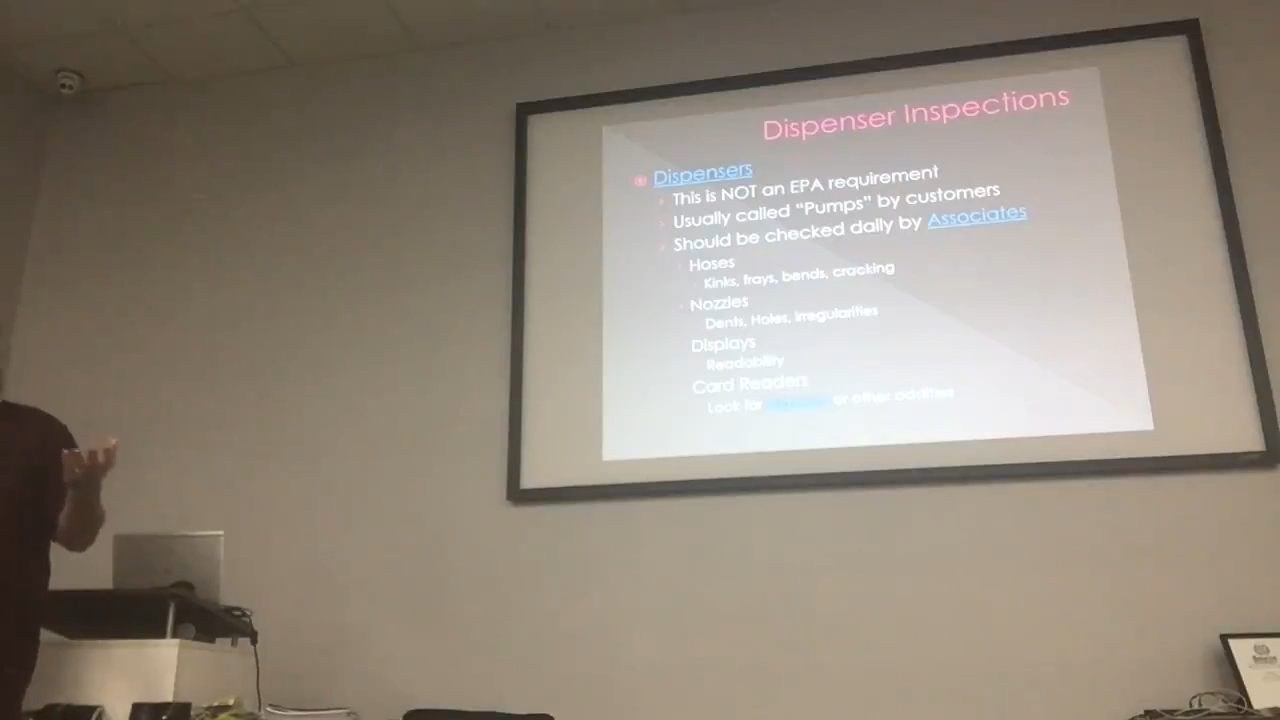 Dispenser Inspections
Dispensers
This is NOT an EPA requirement
Usually called “Pumps” by customers
Should be checked daily by Associates
Hoses
Kinks, frays, bends, cracking
Nozzles
Dents, Holes, Irregularities
Displays
Readability
Card Readers
Look for or other oddities